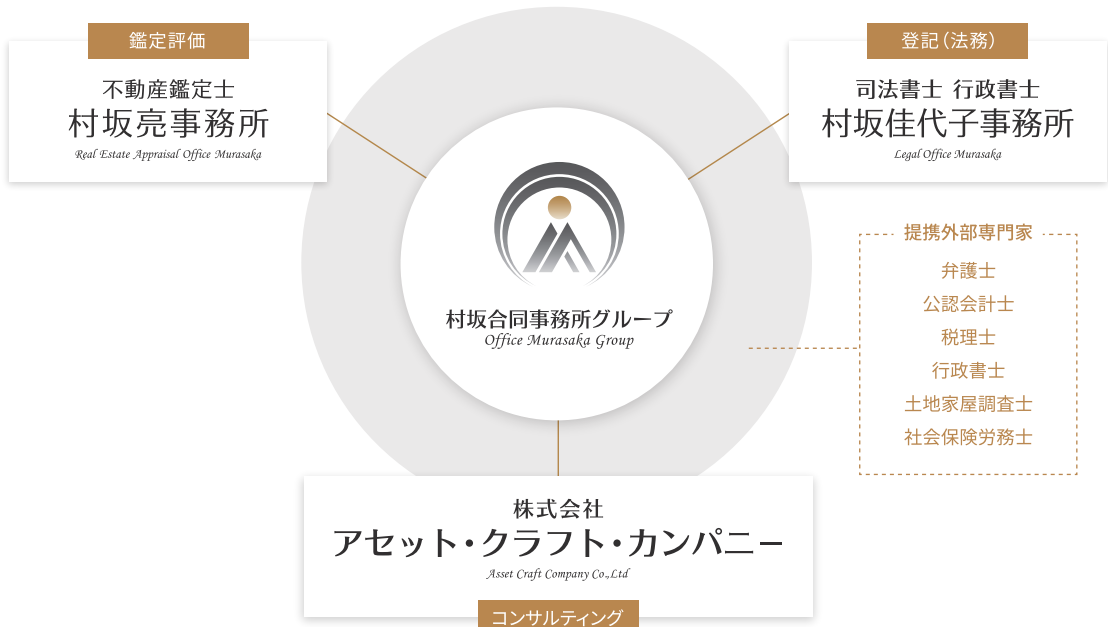 鑑定評価
不動産鑑定士
村坂亮事務所
Real Estate Appraisal Office Murasaka
登記（法務）
司法書士 行政書士
村坂佳代子事務所
Legal Office Murasaka
村坂合同事務所グループ
Office Murasaka Group
提携外部専門家
弁護士
公認会計士
税理士
行政書士
土地家屋調査士
社会保険労務士
株式会社
アセット・クラフト・カンパニー
Asset Craft Company Co.,Ltd
コンサルティング